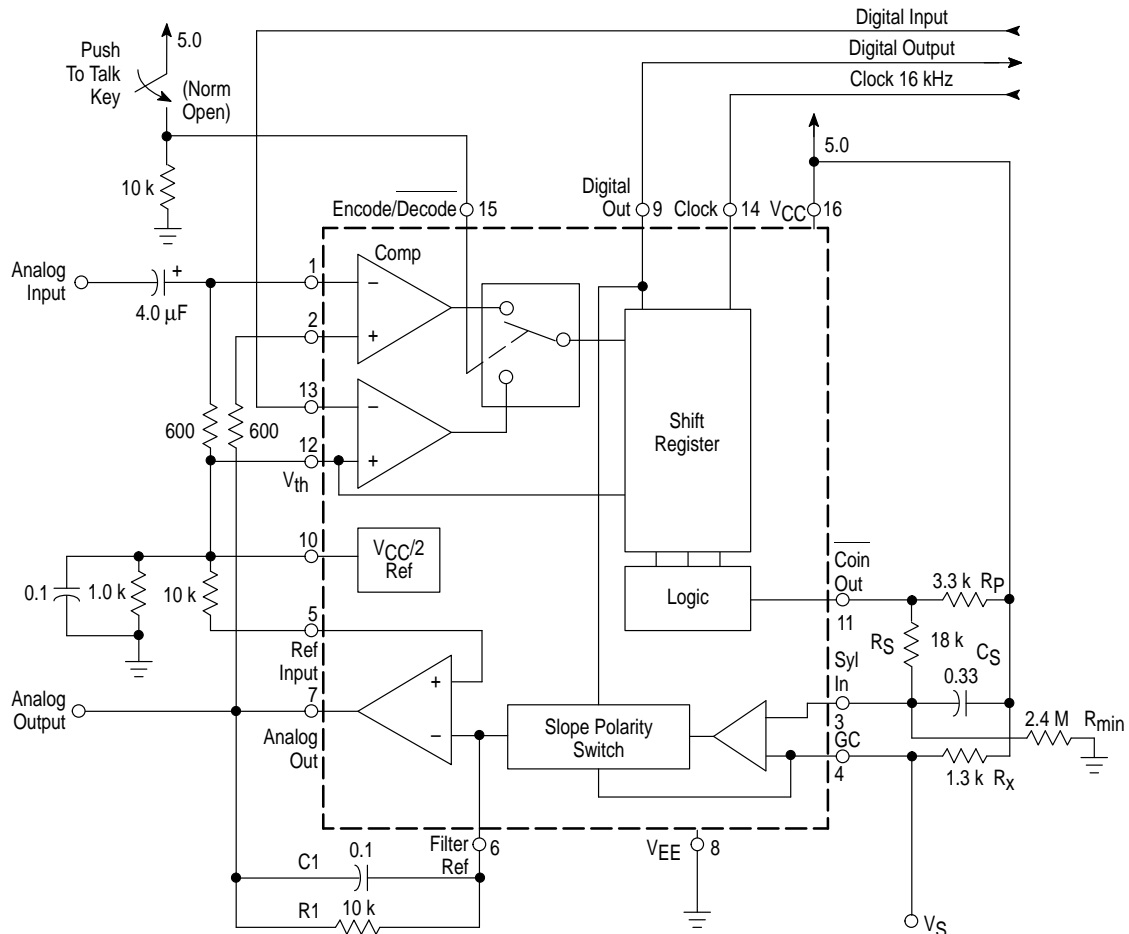 Digital Input
Digital Output
Clock 16 kHz
Push
To Talk
Key
5.0
(Norm
Open)
10 k
5.0
Encode/Decode
15
Digital
Out
9
Clock
14
VCC
16
Analog
Input
+
4.0 μF
1
Comp
–
2
+
13
–
12
+
Vth
600
600
Shift
Register
10
VCC/2
Ref
0.1
1.0 k
10 k
5
Ref
Input
Logic
Coin
Out
11
3.3 k RP
RS
18 k
CS
0.33
Syl
In
3
GC
4
2.4 M
Rmin
1.3 k
Rx
Analog
Output
7
Analog
Out
+
–
Slope Polarity
Switch
Filter
Ref
6
VEE
8
C1
0.1
R1
10 k
VS